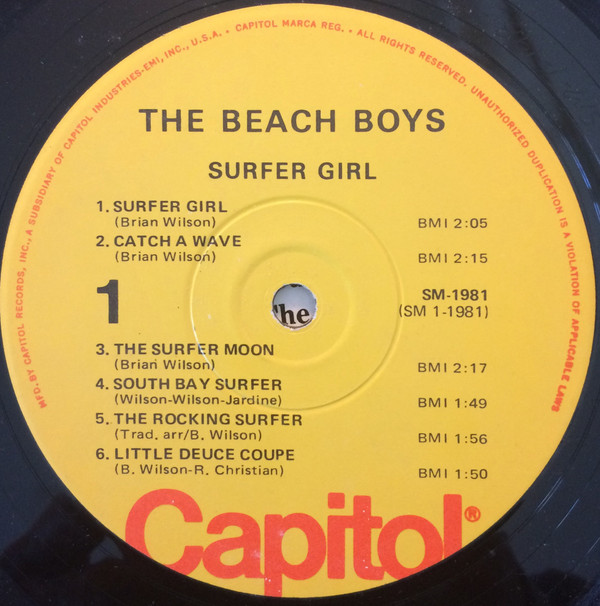 MFD. BY CAPITOL RECORDS, INC., A SUBSIDIARY OF CAPITOL INDUSTRIES-EMI, INC., U.S.A. • CAPITOL MARCA REG. • ALL RIGHTS RESERVED. UNAUTHORIZED DUPLICATION IS A VIOLATION OF APPLICABLE LAWS
THE BEACH BOYS
SURFER GIRL
1. SURFER GIRL
(Brian Wilson) BMI 2:05
2. CATCH A WAVE
(Brian Wilson) BMI 2:15
1
SM-1981
(SM 1-1981)
he
3. THE SURFER MOON
(Brian Wilson) BMI 2:17
4. SOUTH BAY SURFER
(Wilson-Wilson-Jardine) BMI 1:49
5. THE ROCKING SURFER
(Trad. arr/B. Wilson) BMI 1:56
6. LITTLE DEUCE COUPE
(B. Wilson-R. Christian) BMI 1:50
Capitol®